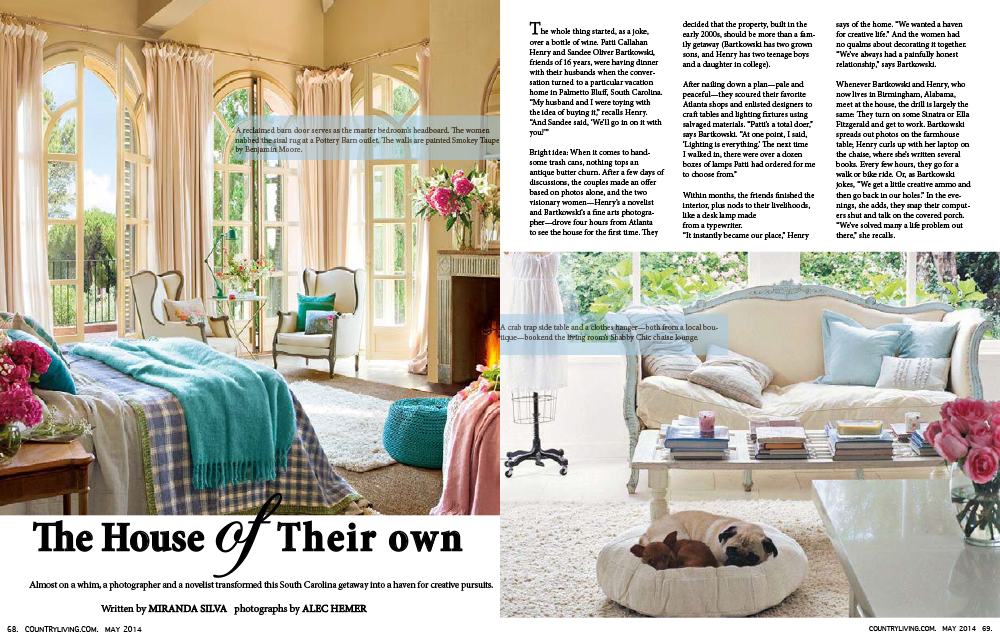 A reclaimed barn door serves as the master bedroom's headboard. The women
nabbed the sisal rug at a Pottery Barn outlet. The walls are painted Smokey Taupe
by Benjamin Moore.
The House of Their own
Almost on a whim, a photographer and a novelist transformed this South Carolina getaway into a haven for creative pursuits.
Written by MIRANDA SILVA photographs by ALEC HEMER
68. COUNTRYLIVING.COM. MAY 2014
The whole thing started, as a joke,
over a bottle of wine. Patti Callahan
Henry and Sandee Oliver Bartkowski,
friends of 16 years, were having dinner
with their husbands when the conver-
sation turned to a particular vacation
home in Palmetto Bluff, South Carolina.
"My husband and I were toying with
the idea of buying it," recalls Henry.
"And Sandee said, 'We'll go in on it with
you!'"
Bright idea: When it comes to hand-
some trash cans, nothing tops an
antique butter churn. After a few days of
discussions, the couples made an offer
based on photos alone, and the two
visionary women—Henry's a novelist
and Bartkowski's a fine arts photogra-
pher—drove four hours from Atlanta
to see the house for the first time. They
decided that the property, built in the
early 2000s, should be more than a fam-
ily getaway (Bartkowski has two grown
sons, and Henry has two teenage boys
and a daughter in college).
After nailing down a plan—pale and
peaceful—they scoured their favorite
Atlanta shops and enlisted designers to
craft tables and lighting fixtures using
salvaged materials. "Patti's a total doer,"
says Bartkowski. "At one point, I said,
'Lighting is everything.' The next time
I walked in, there were over a dozen
boxes of lamps Patti had ordered for me
to choose from."
Within months, the friends finished the
interior, plus nods to their livelihoods,
like a desk lamp made
from a typewriter.
"It instantly became our place," Henry
says of the home. "We wanted a haven
for creative life." And the women had
no qualms about decorating it together.
"We've always had a painfully honest
relationship," says Bartkowski.
Whenever Bartkowski and Henry, who
now lives in Birmingham, Alabama,
meet at the house, the drill is largely the
same: They turn on some Sinatra or Ella
Fitzgerald and get to work. Bartkowski
spreads out photos on the farmhouse
table; Henry curls up with her laptop on
the chaise, where she's written several
books. Every few hours, they go for a
walk or bike ride. Or, as Bartkowski
jokes, "We get a little creative ammo and
then go back in our holes." In the eve-
nings, she adds, they snap their comput-
ers shut and talk on the covered porch.
"We've solved many a life problem out
there," she recalls.
A crab trap side table and a clothes hanger—both from a local bou-
tique—bookend the living room's Shabby Chic chaise lounge.
COUNTRYLIVING.COM. MAY 2014 69.